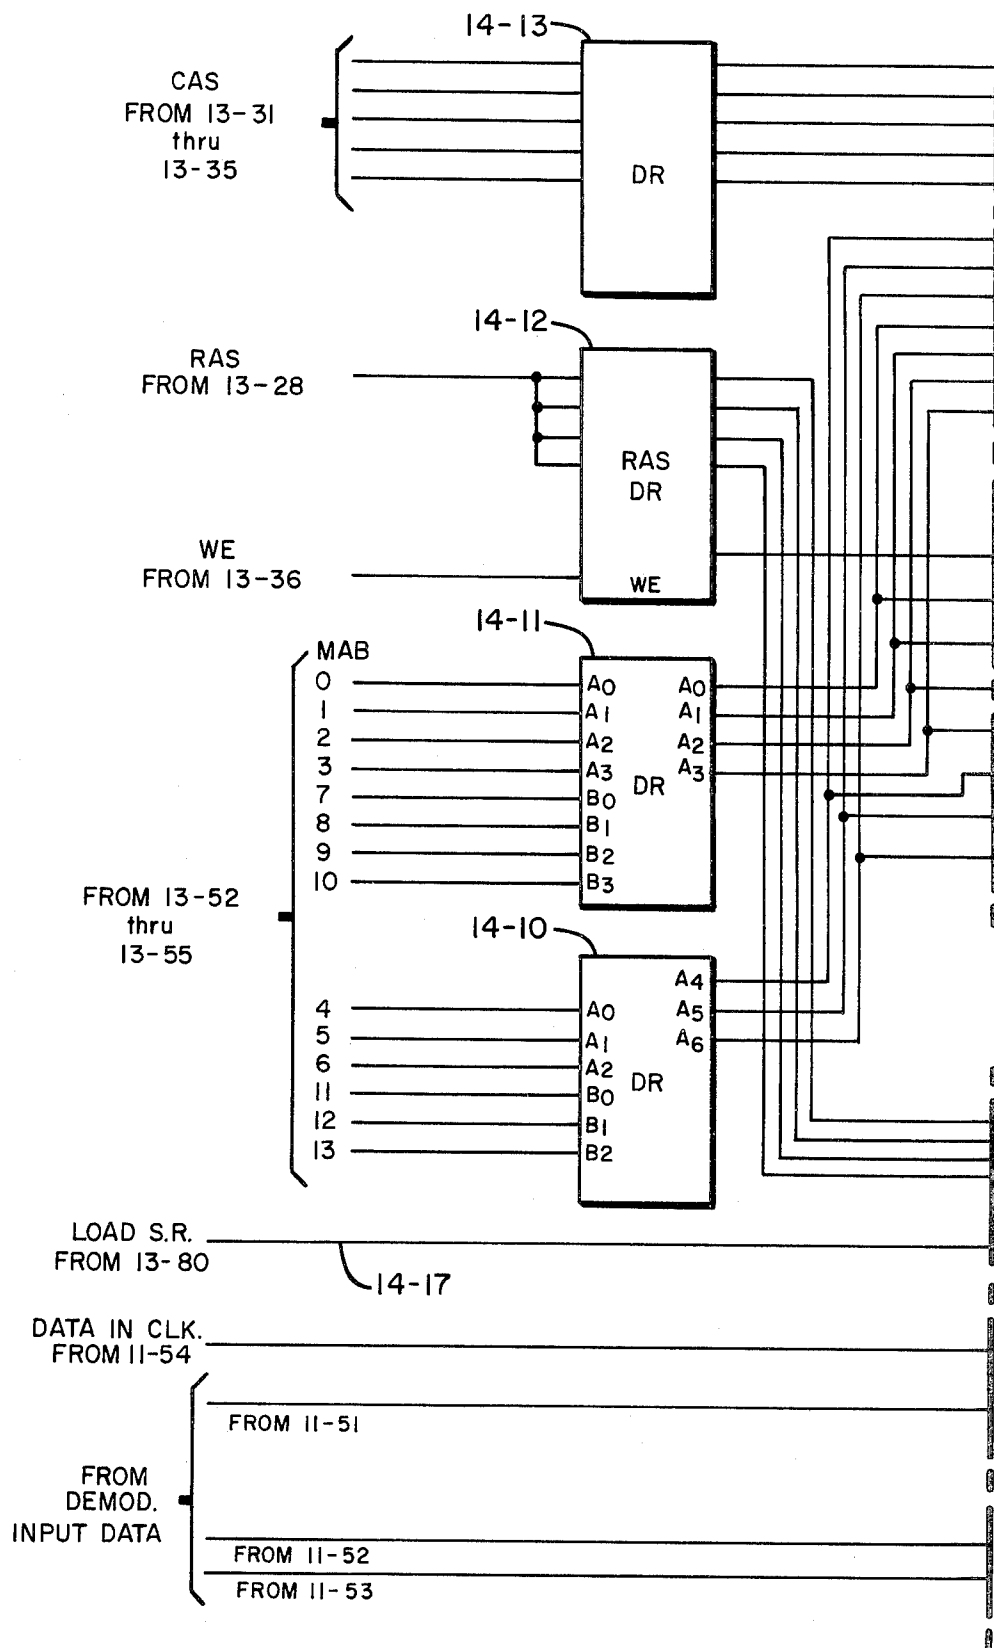 14-13
CAS
FROM 13-31
thru
13-35
DR
14-12
RAS
FROM 13-28
RAS
DR
WE
FROM 13-36
WE
14-11
MAB
0
1
2
3
7
8
9
10
A0
A1
A2
A3
B0
B1
B2
B3
DR
A0
A1
A2
A3
FROM 13-52
thru
13-55
14-10
4
5
6
11
12
13
A0
A1
A2
B0
B1
B2
DR
A4
A5
A6
LOAD S.R.
FROM 13-80
14-17
DATA IN CLK.
FROM 11-54
FROM 11-51
FROM
DEMOD.
INPUT DATA
FROM 11-52
FROM 11-53